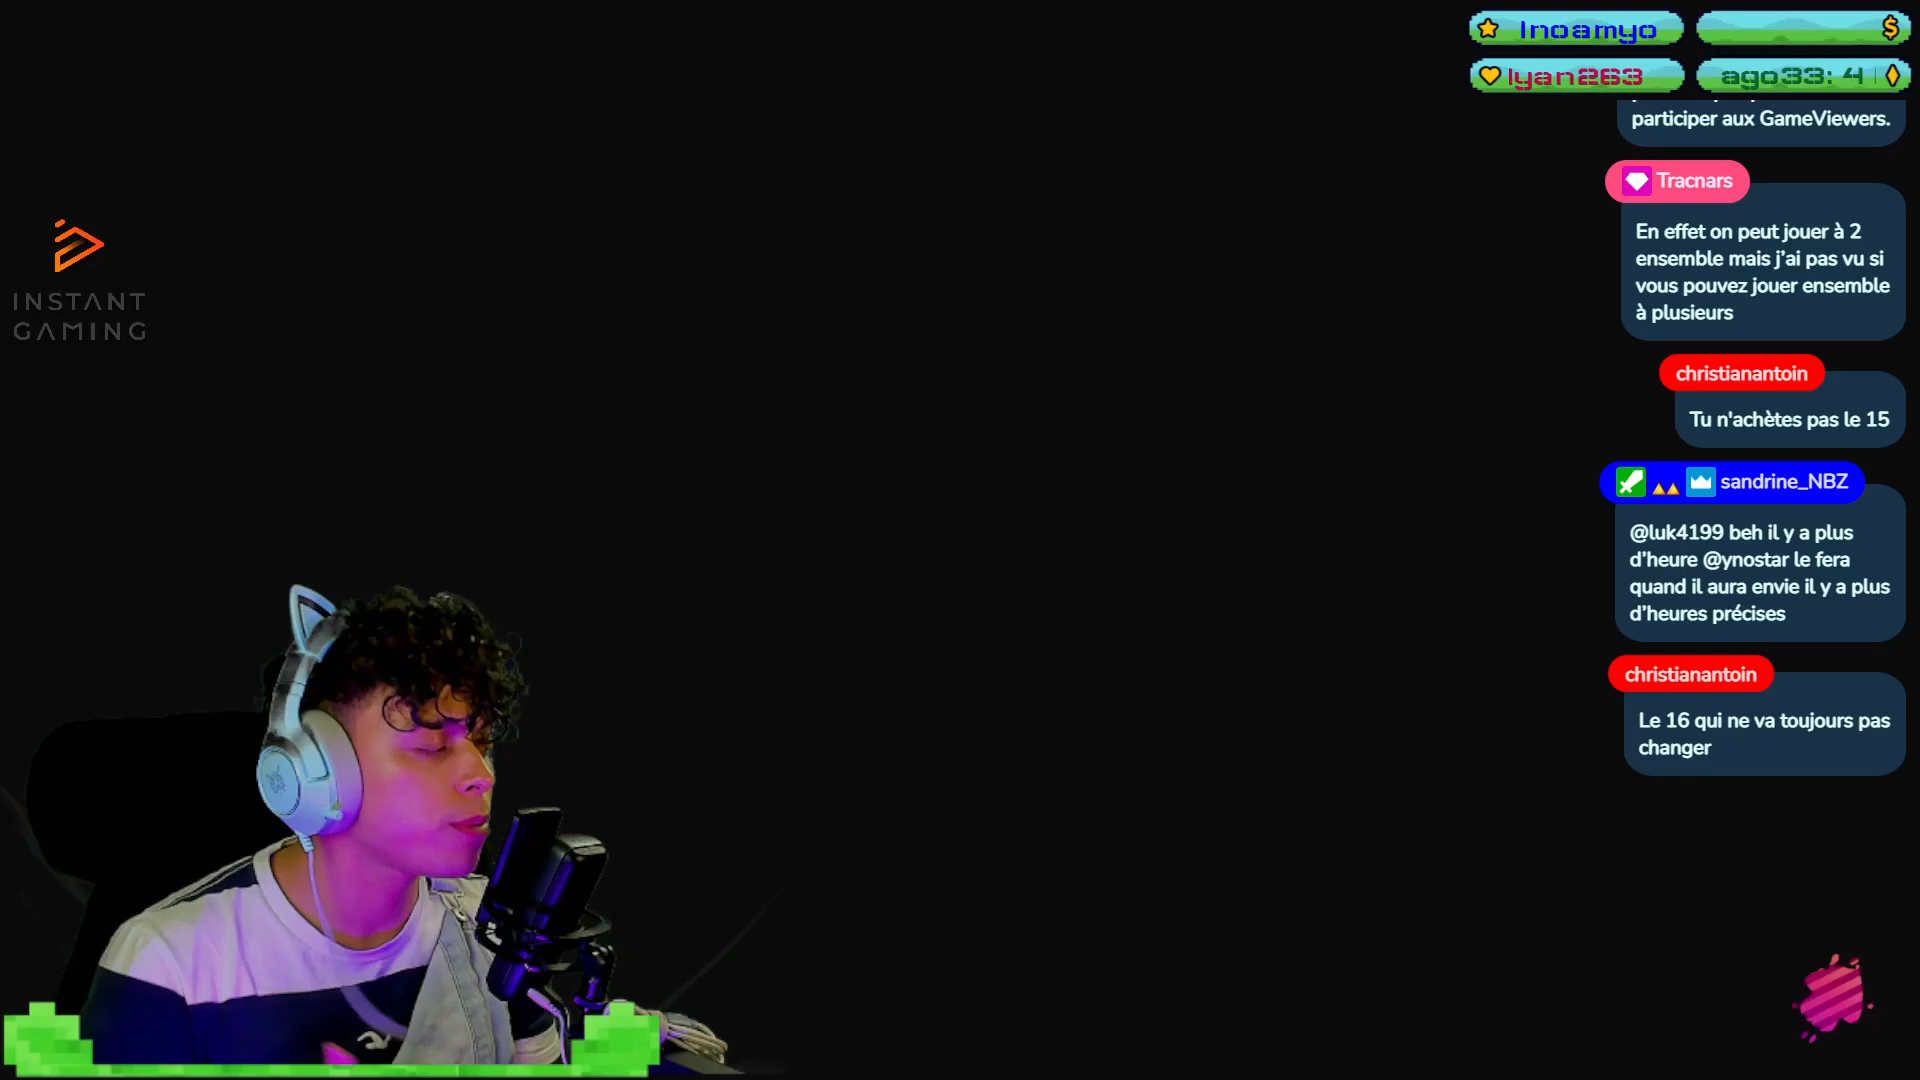 Inoamyo
lyan263
ago33: 4
participer aux GameViewers.
INSTANT
GAMING
Tracnars
En effet on peut jouer à 2
ensemble mais j'ai pas vu si
vous pouvez jouer ensemble
à plusieurs
christianantoin
Tu n'achètes pas le 15
sandrine_NBZ
@luk4199 beh il y a plus
d'heure @ynostar le fera
quand il aura envie il y a plus
d'heures précises
christianantoin
Le 16 qui ne va toujours pas
changer